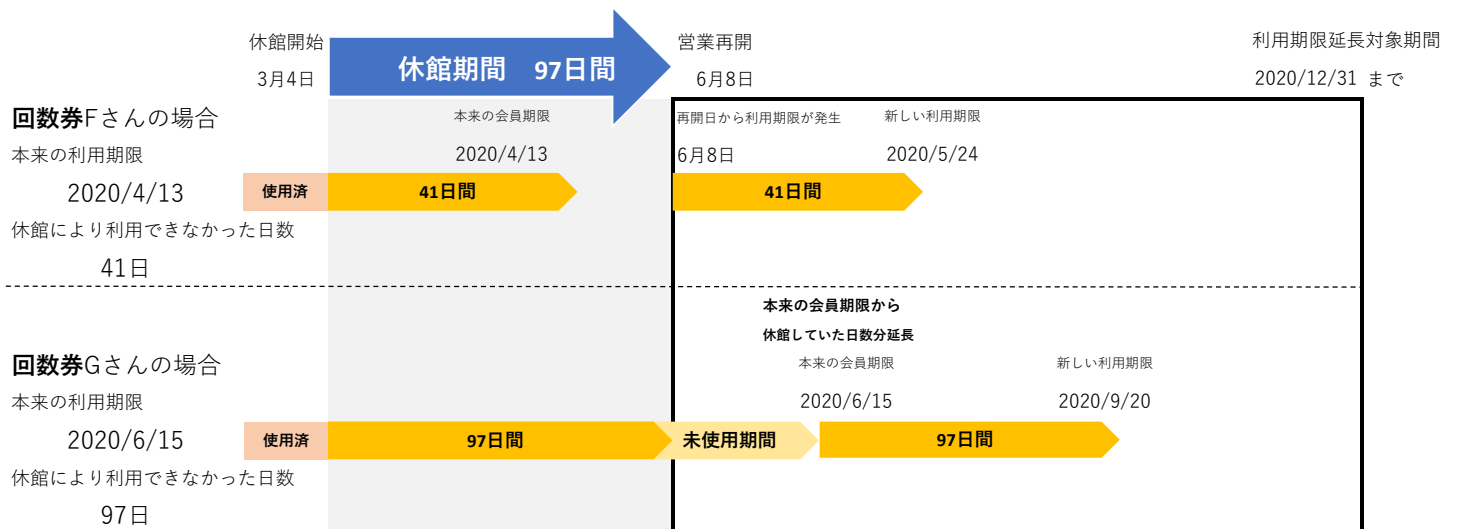 休館開始
3月4日
休館期間 97日間
営業再開
6月8日
利用期限延長対象期間
2020/12/31 まで
回数券Fさんの場合
本来の利用期限
2020/4/13
休館により利用できなかった日数
41日
使用済
本来の会員期限
2020/4/13
41日間
再開日から利用期限が発生
6月8日
新しい利用期限
2020/5/24
41日間
回数券Gさんの場合
本来の利用期限
2020/6/15
休館により利用できなかった日数
97日
使用済
97日間
未使用期間
本来の会員期限から
休館していた日数分延長
本来の会員期限
2020/6/15
新しい利用期限
2020/9/20
97日間